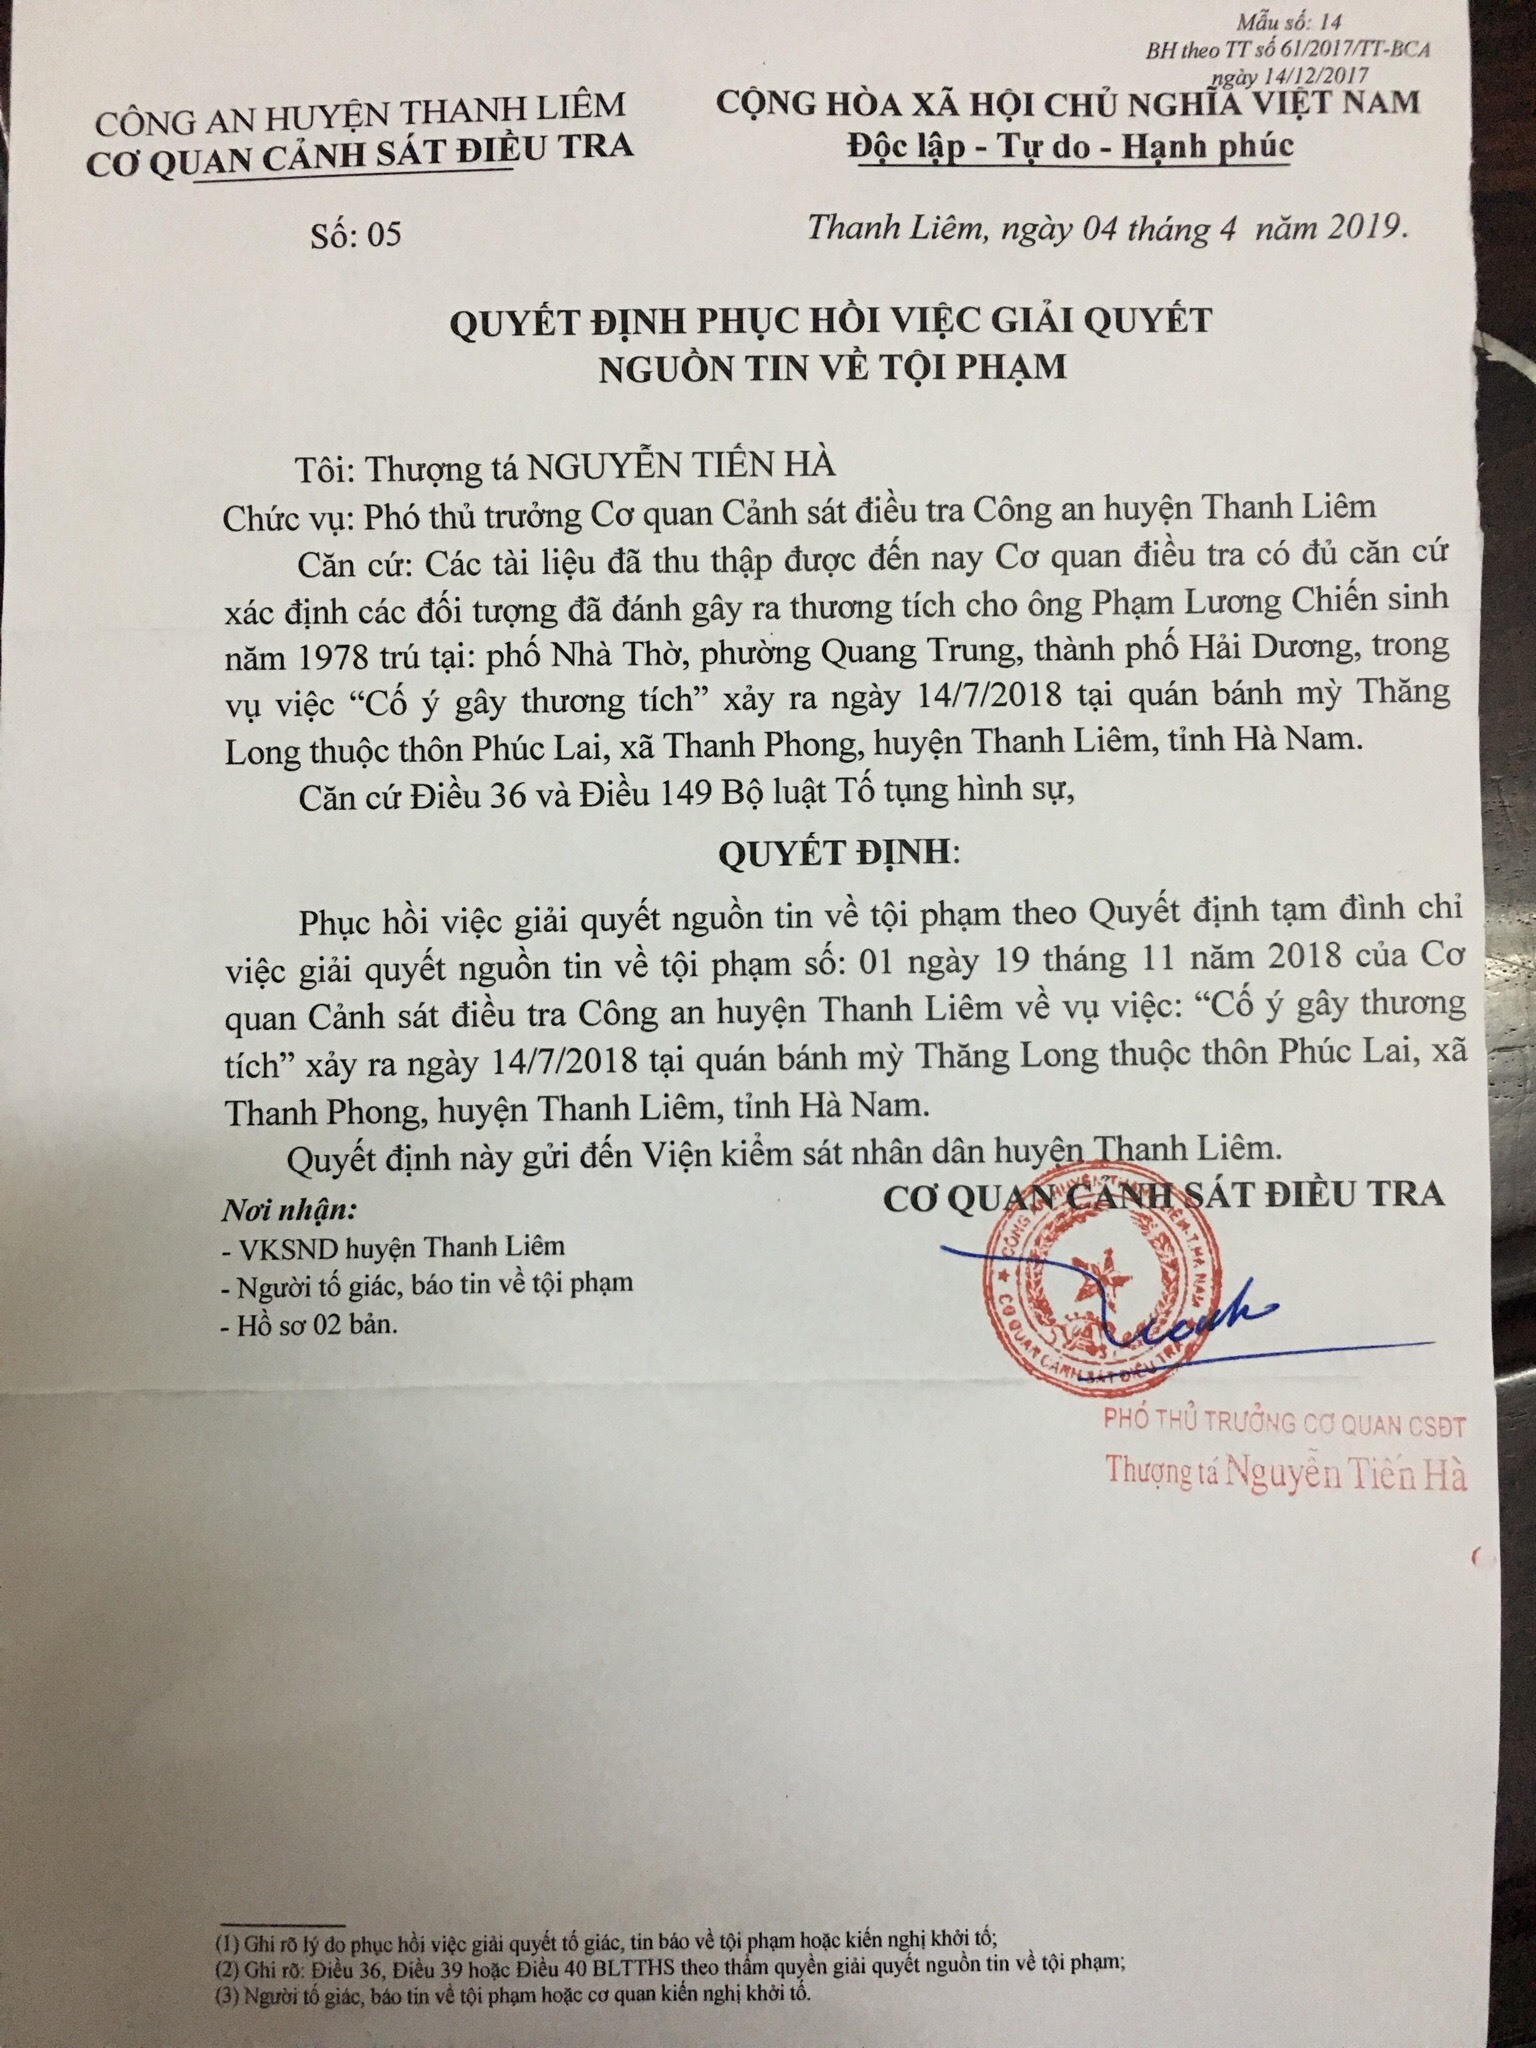 Mẫu số: 14
BH theo TT số 61/2017/TT-BCA
ngày 14/12/2017
CÔNG AN HUYỆN THANH LIÊM
CƠ QUAN CẢNH SÁT ĐIỀU TRA
CỘNG HÒA XÃ HỘI CHỦ NGHĨA VIỆT NAM
Độc lập - Tự do - Hạnh phúc
Số: 05
Thanh Liêm, ngày 04 tháng 4 năm 2019.
QUYẾT ĐỊNH PHỤC HỒI VIỆC GIẢI QUYẾT
NGUỒN TIN VỀ TỘI PHẠM
Tôi: Thượng tá NGUYỄN TIẾN HÀ
Chức vụ: Phó thủ trưởng Cơ quan Cảnh sát điều tra Công an huyện Thanh Liêm
Căn cứ: Các tài liệu đã thu thập được đến nay Cơ quan điều tra có đủ căn cứ
xác định các đối tượng đã đánh gây ra thương tích cho ông Phạm Lương Chiến sinh
năm 1978 trú tại: phố Nhà Thờ, phường Quang Trung, thành phố Hải Dương, trong
vụ việc “Cố ý gây thương tích” xảy ra ngày 14/7/2018 tại quán bánh mỳ Thăng
Long thuộc thôn Phúc Lai, xã Thanh Phong, huyện Thanh Liêm, tỉnh Hà Nam.
Căn cứ Điều 36 và Điều 149 Bộ luật Tố tụng hình sự,
QUYẾT ĐỊNH:
Phục hồi việc giải quyết nguồn tin về tội phạm theo Quyết định tạm đình chỉ
việc giải quyết nguồn tin về tội phạm số: 01 ngày 19 tháng 11 năm 2018 của Cơ
quan Cảnh sát điều tra Công an huyện Thanh Liêm về vụ việc: “Cố ý gây thương
tích” xảy ra ngày 14/7/2018 tại quán bánh mỳ Thăng Long thuộc thôn Phúc Lai, xã
Thanh Phong, huyện Thanh Liêm, tỉnh Hà Nam.
Quyết định này gửi đến Viện kiểm sát nhân dân huyện Thanh Liêm.
Nơi nhận:
- VKSND huyện Thanh Liêm
- Người tố giác, báo tin về tội phạm
- Hồ sơ 02 bản.
CƠ QUAN CẢNH SÁT ĐIỀU TRA
CÔNG AN HUYỆN THANH LIÊM T.HÀ NAM
CƠ QUAN CẢNH SÁT ĐIỀU TRA
PHÓ THỦ TRƯỞNG CƠ QUAN CSĐT
Thượng tá Nguyễn Tiến Hà
(1) Ghi rõ lý do phục hồi việc giải quyết tố giác, tin báo về tội phạm hoặc kiến nghị khởi tố;
(2) Ghi rõ: Điều 36, Điều 39 hoặc Điều 40 BLTTHS theo thẩm quyền giải quyết nguồn tin về tội phạm;
(3) Người tố giác, báo tin về tội phạm hoặc cơ quan kiến nghị khởi tố.